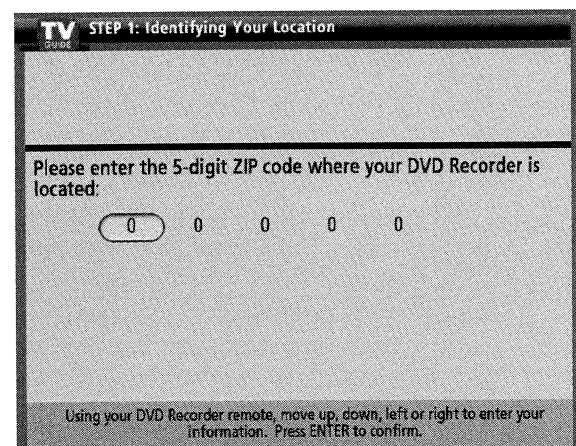 TV
GUIDE
STEP 1: Identifying Your Location
Please enter the 5-digit ZIP code where your DVD Recorder is
located:
0 0 0 0 0
Using your DVD Recorder remote, move up, down, left or right to enter your
information. Press ENTER to confirm.